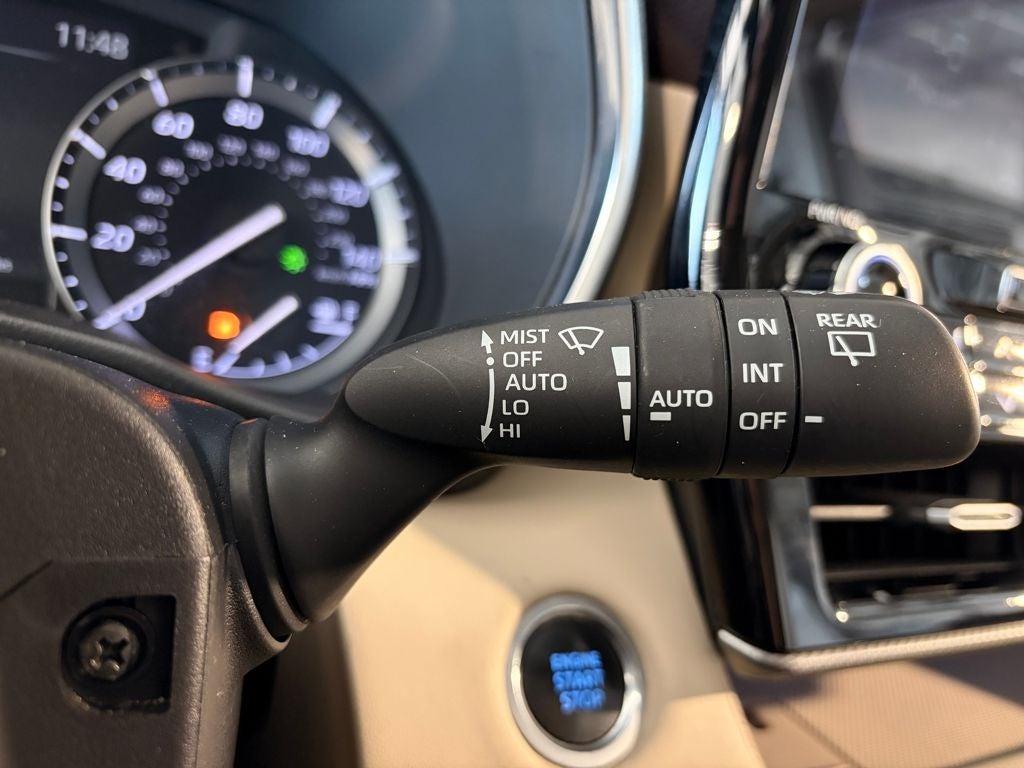 11:48
60
80
100
40
120
20
140
0
MIST
OFF
AUTO
LO
HI
AUTO
ON
INT
OFF
REAR
ENGINE
START
STOP